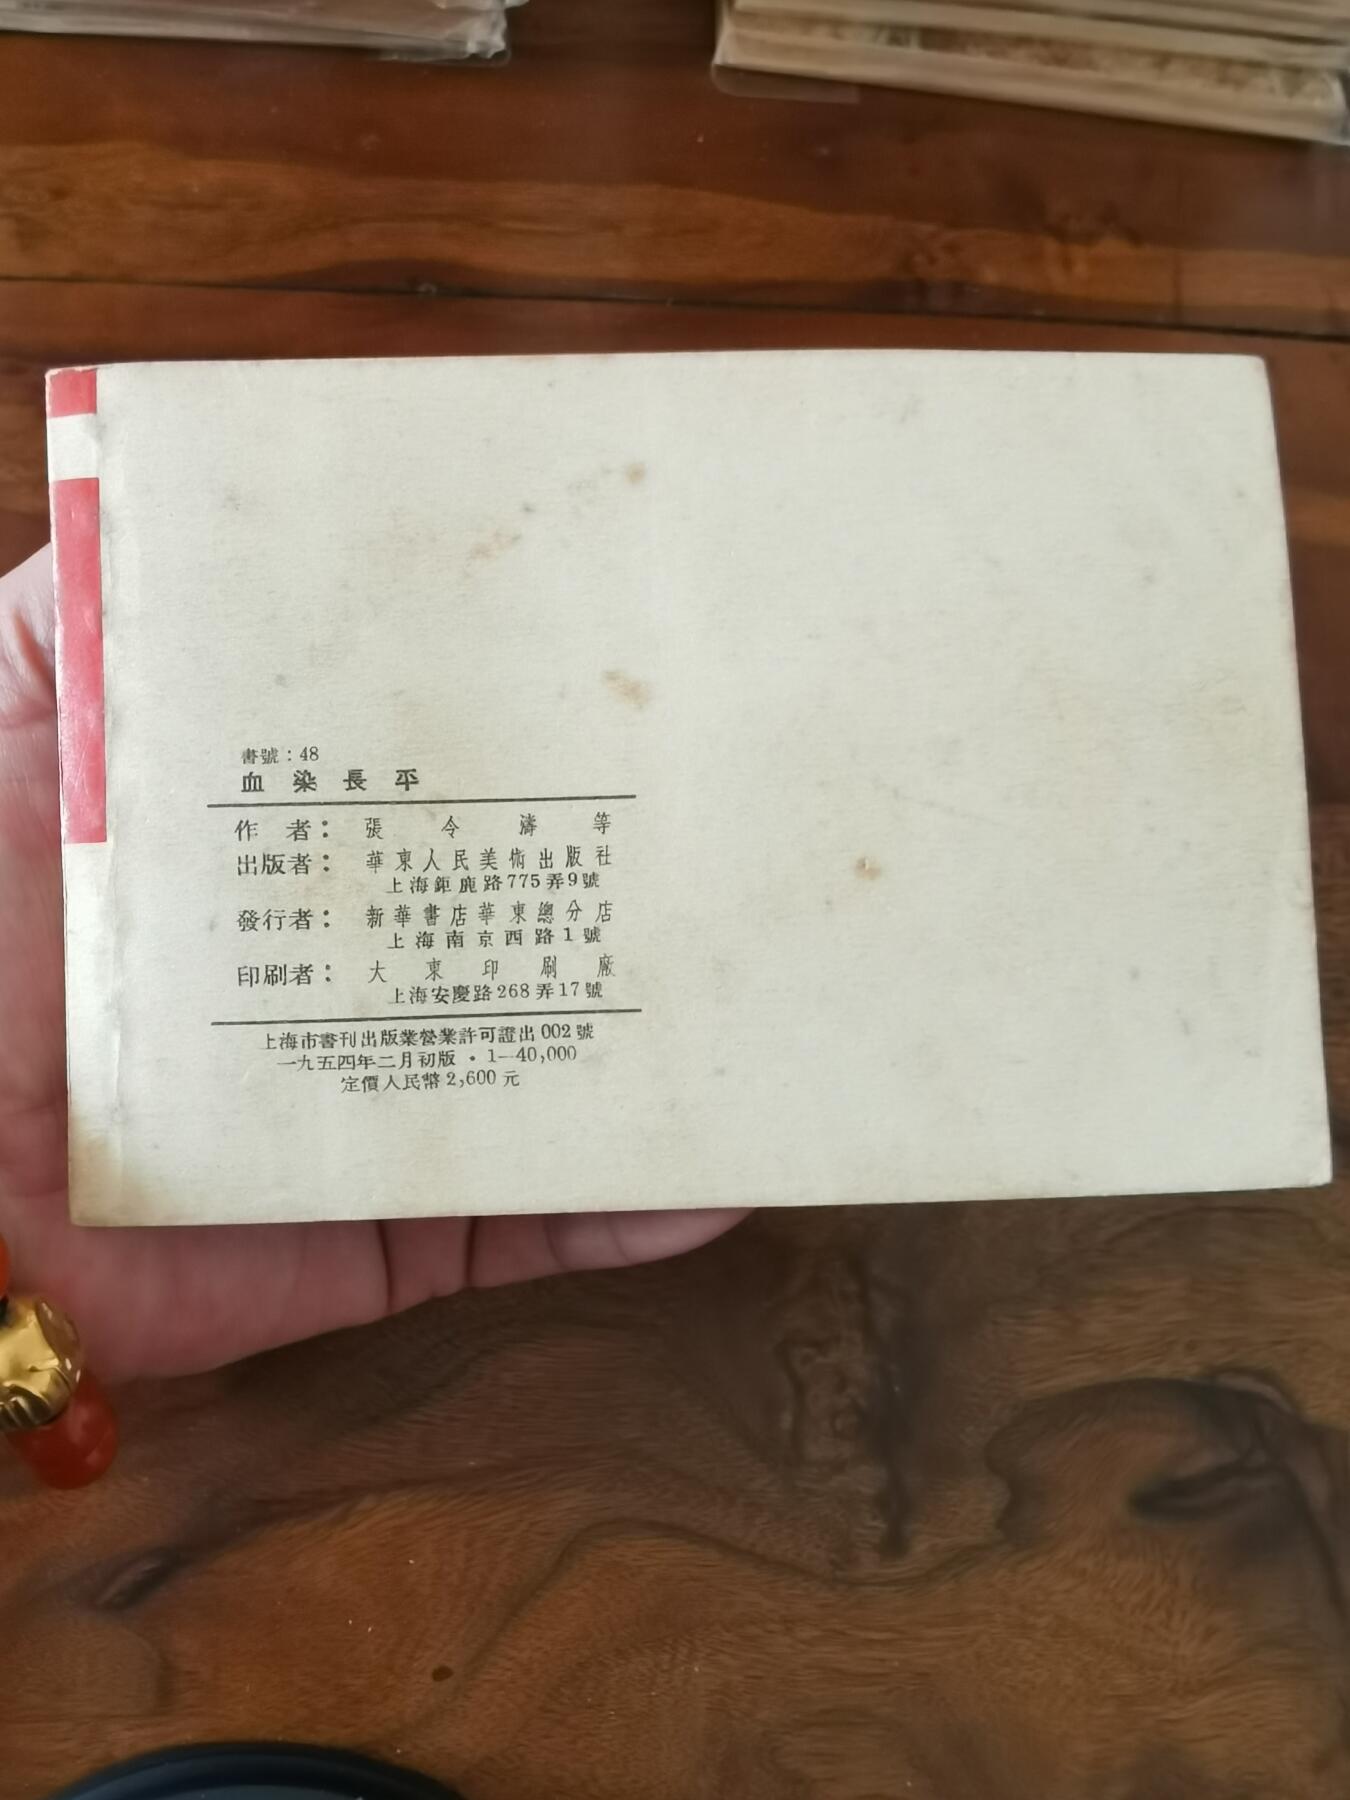 書號：48
血染長平
作者：張令濤等
出版者：華東人民美術出版社
上海鉅鹿路775弄9號
發行者：新華書店華東總分店
上海南京西路1號
印刷者：大東印刷廠
上海安慶路268弄17號
上海市書刊出版業營業許可證出002號
一九五四年二月初版·1—40,000
定價人民幣2,600元